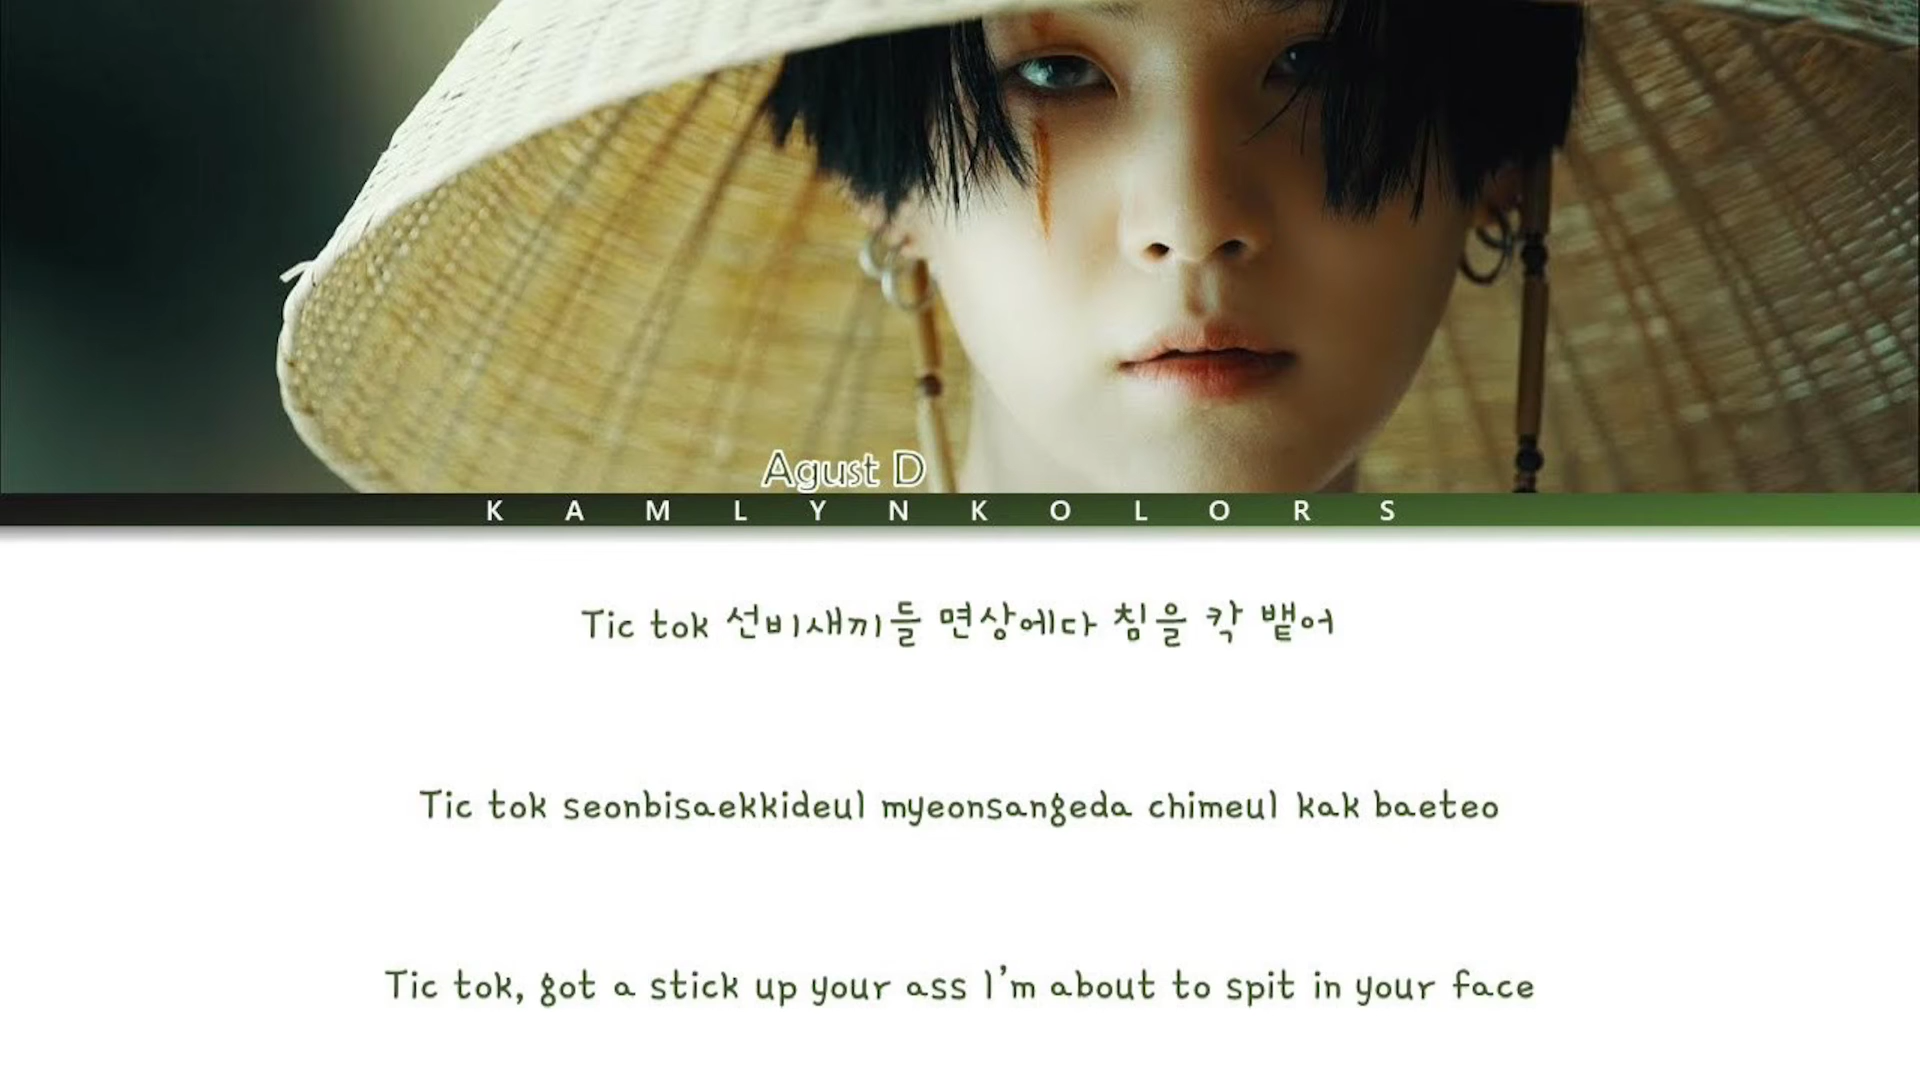 Agust D
KAMLYNKOLORS
Tic tok 선비새끼들 면상에다 침을 칵 뱉어
Tic tok seonbisaekkideul myeonsangeda chimeul kak baeteo
Tic tok, got a stick up your ass I'm about to spit in your face